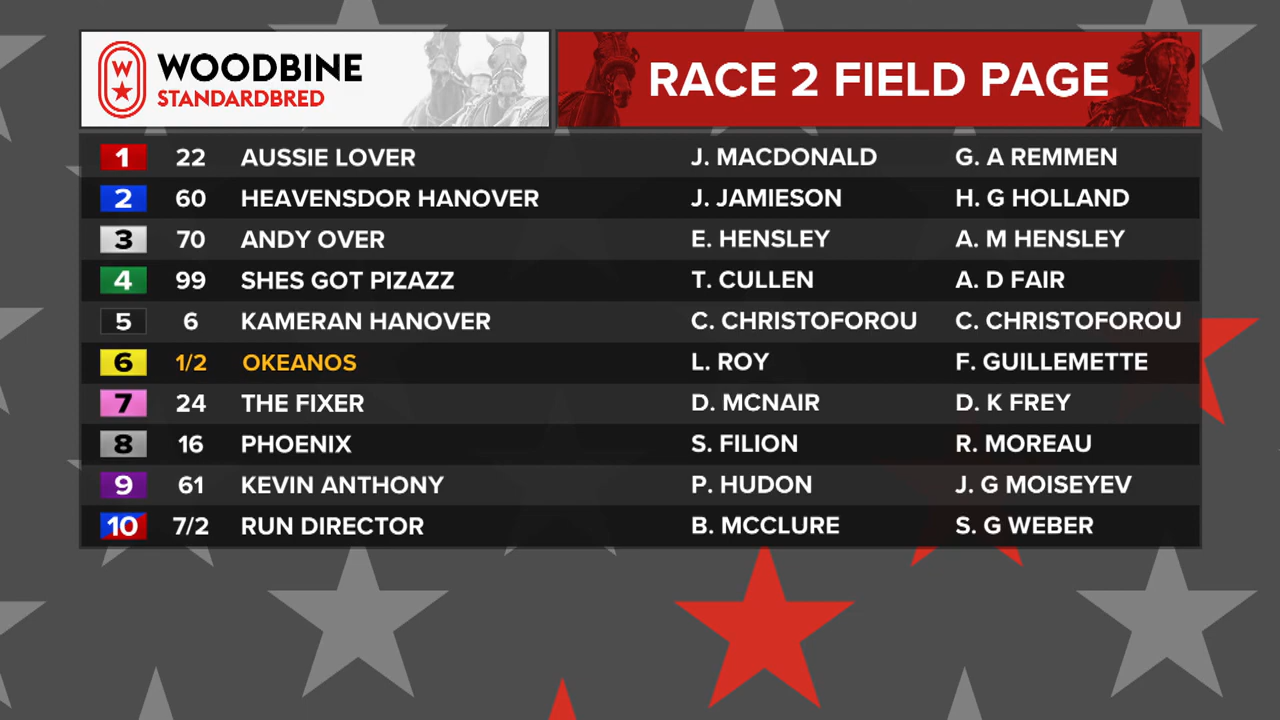 W
WOODBINE
STANDARDBRED
RACE 2 FIELD PAGE
1 22 AUSSIE LOVER J. MACDONALD G. A REMMEN
2 60 HEAVENSDOR HANOVER J. JAMIESON H. G HOLLAND
3 70 ANDY OVER E. HENSLEY A. M HENSLEY
4 99 SHES GOT PIZAZZ T. CULLEN A. D FAIR
5 6 KAMERAN HANOVER C. CHRISTOFOROU C. CHRISTOFOROU
6 1/2 OKEANOS L. ROY F. GUILLEMETTE
7 24 THE FIXER D. MCNAIR D. K FREY
8 16 PHOENIX S. FILION R. MOREAU
9 61 KEVIN ANTHONY P. HUDON J. G MOISEYEV
10 7/2 RUN DIRECTOR B. MCCLURE S. G WEBER